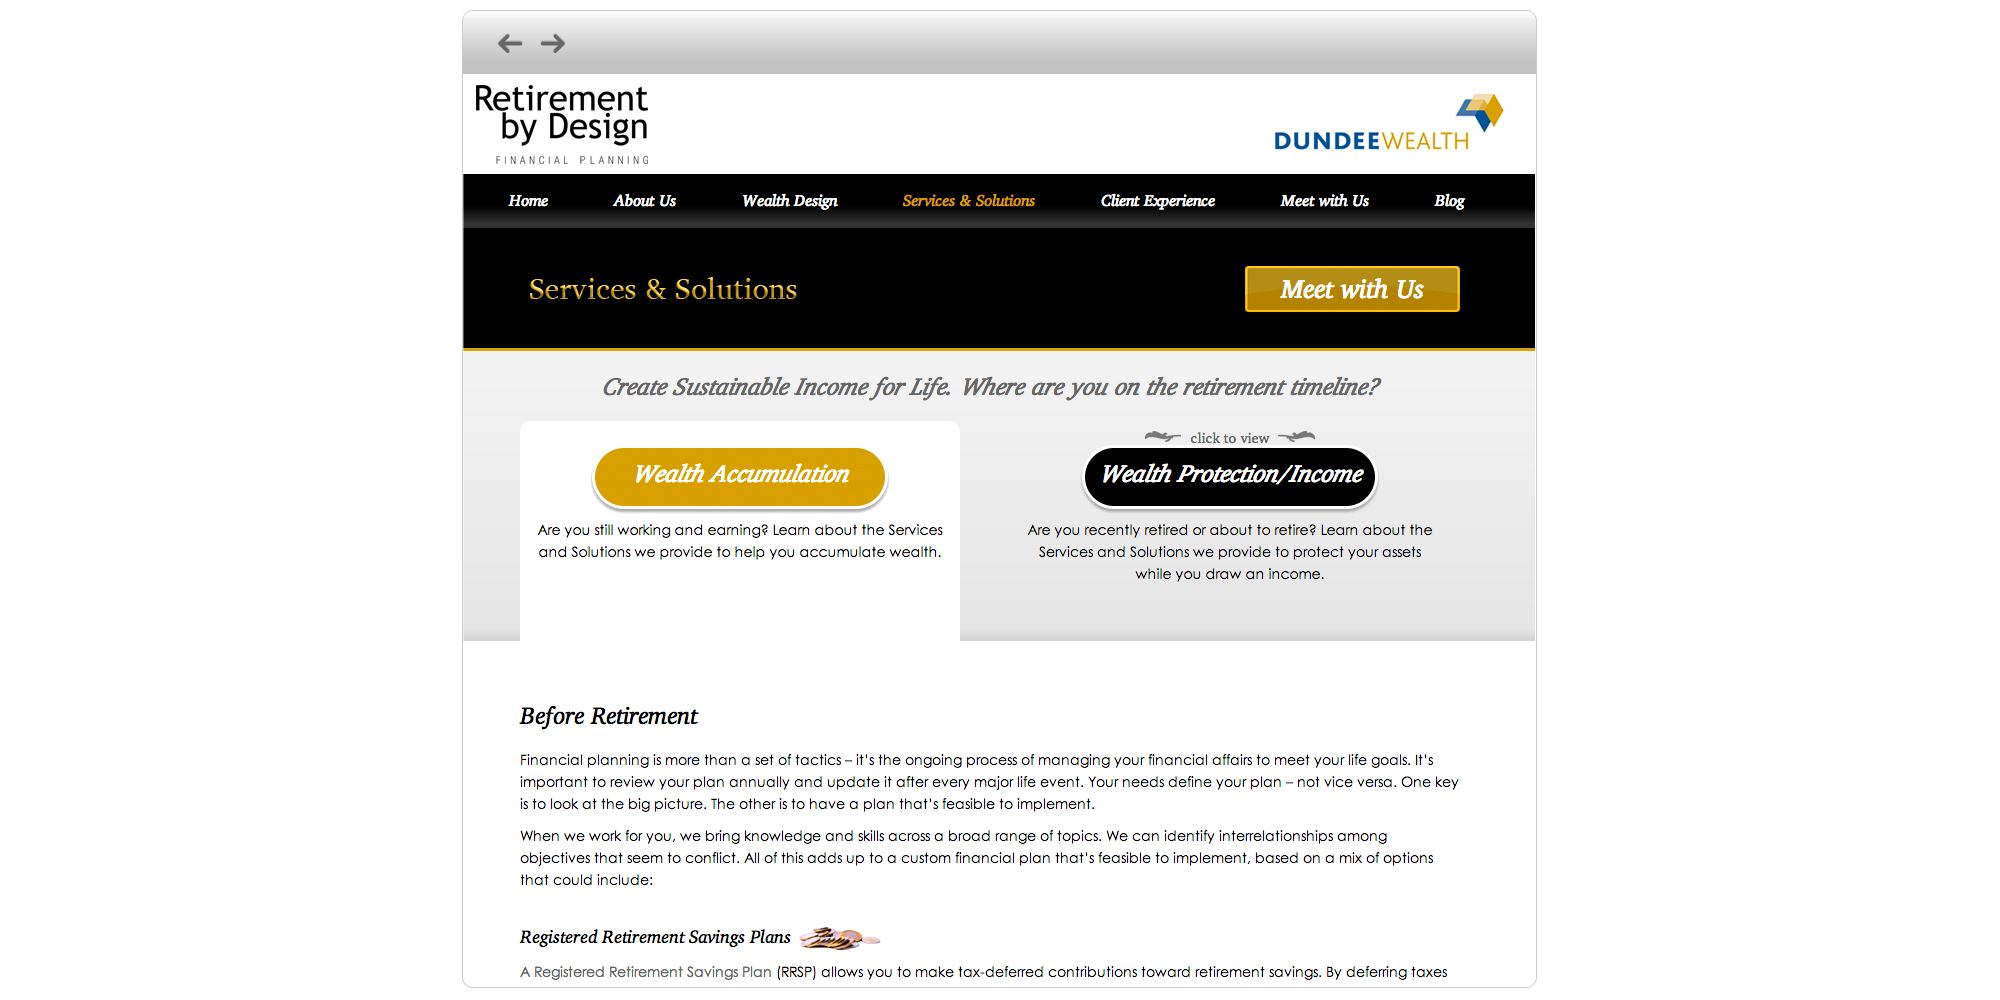 Retirement
by Design
FINANCIAL PLANNING
DUNDEEWEALTH
Home About Us Wealth Design Services & Solutions Client Experience Meet with Us Blog
Services & Solutions
Meet with Us
Create Sustainable Income for Life. Where are you on the retirement timeline?
Wealth Accumulation
Are you still working and earning? Learn about the Services
and Solutions we provide to help you accumulate wealth.
click to view
Wealth Protection/Income
Are you recently retired or about to retire? Learn about the
Services and Solutions we provide to protect your assets
while you draw an income.
Before Retirement
Financial planning is more than a set of tactics – it's the ongoing process of managing your financial affairs to meet your life goals. It's
important to review your plan annually and update it after every major life event. Your needs define your plan – not vice versa. One key
is to look at the big picture. The other is to have a plan that's feasible to implement.
When we work for you, we bring knowledge and skills across a broad range of topics. We can identify interrelationships among
objectives that seem to conflict. All of this adds up to a custom financial plan that's feasible to implement, based on a mix of options
that could include:
Registered Retirement Savings Plans
A Registered Retirement Savings Plan (RRSP) allows you to make tax-deferred contributions toward retirement savings. By deferring taxes